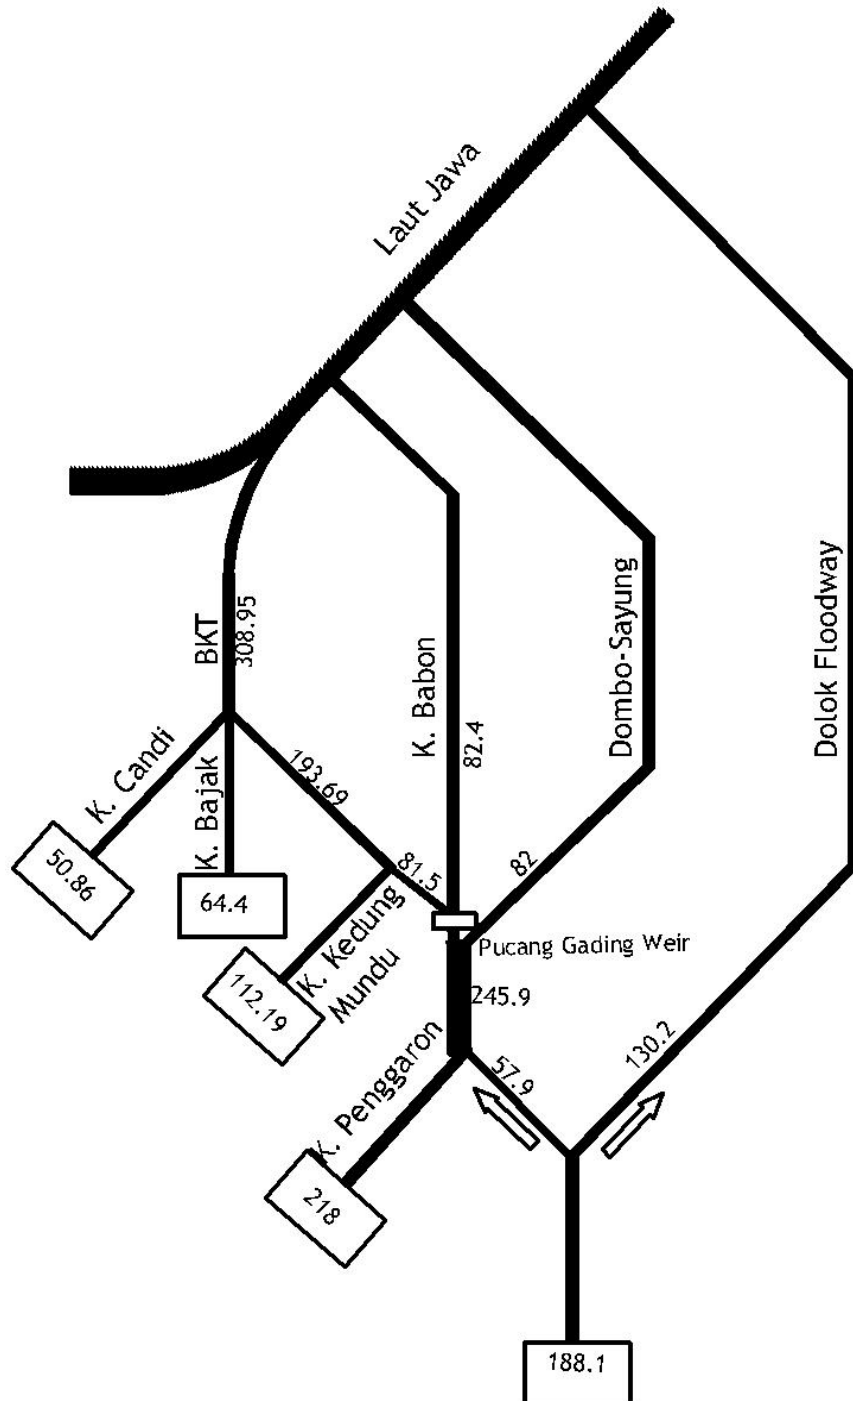 Laut Jawa
BKT
308.95
K. Babon
82.4
Dombo-Sayung
Dolok Floodway
K. Candi
50.86
K. Bajak
64.4
193.69
81.5
82
K. Kedung
Mundu
112.19
Pucang Gading Weir
245.9
K. Penggaron
218
57.9
130.2
188.1